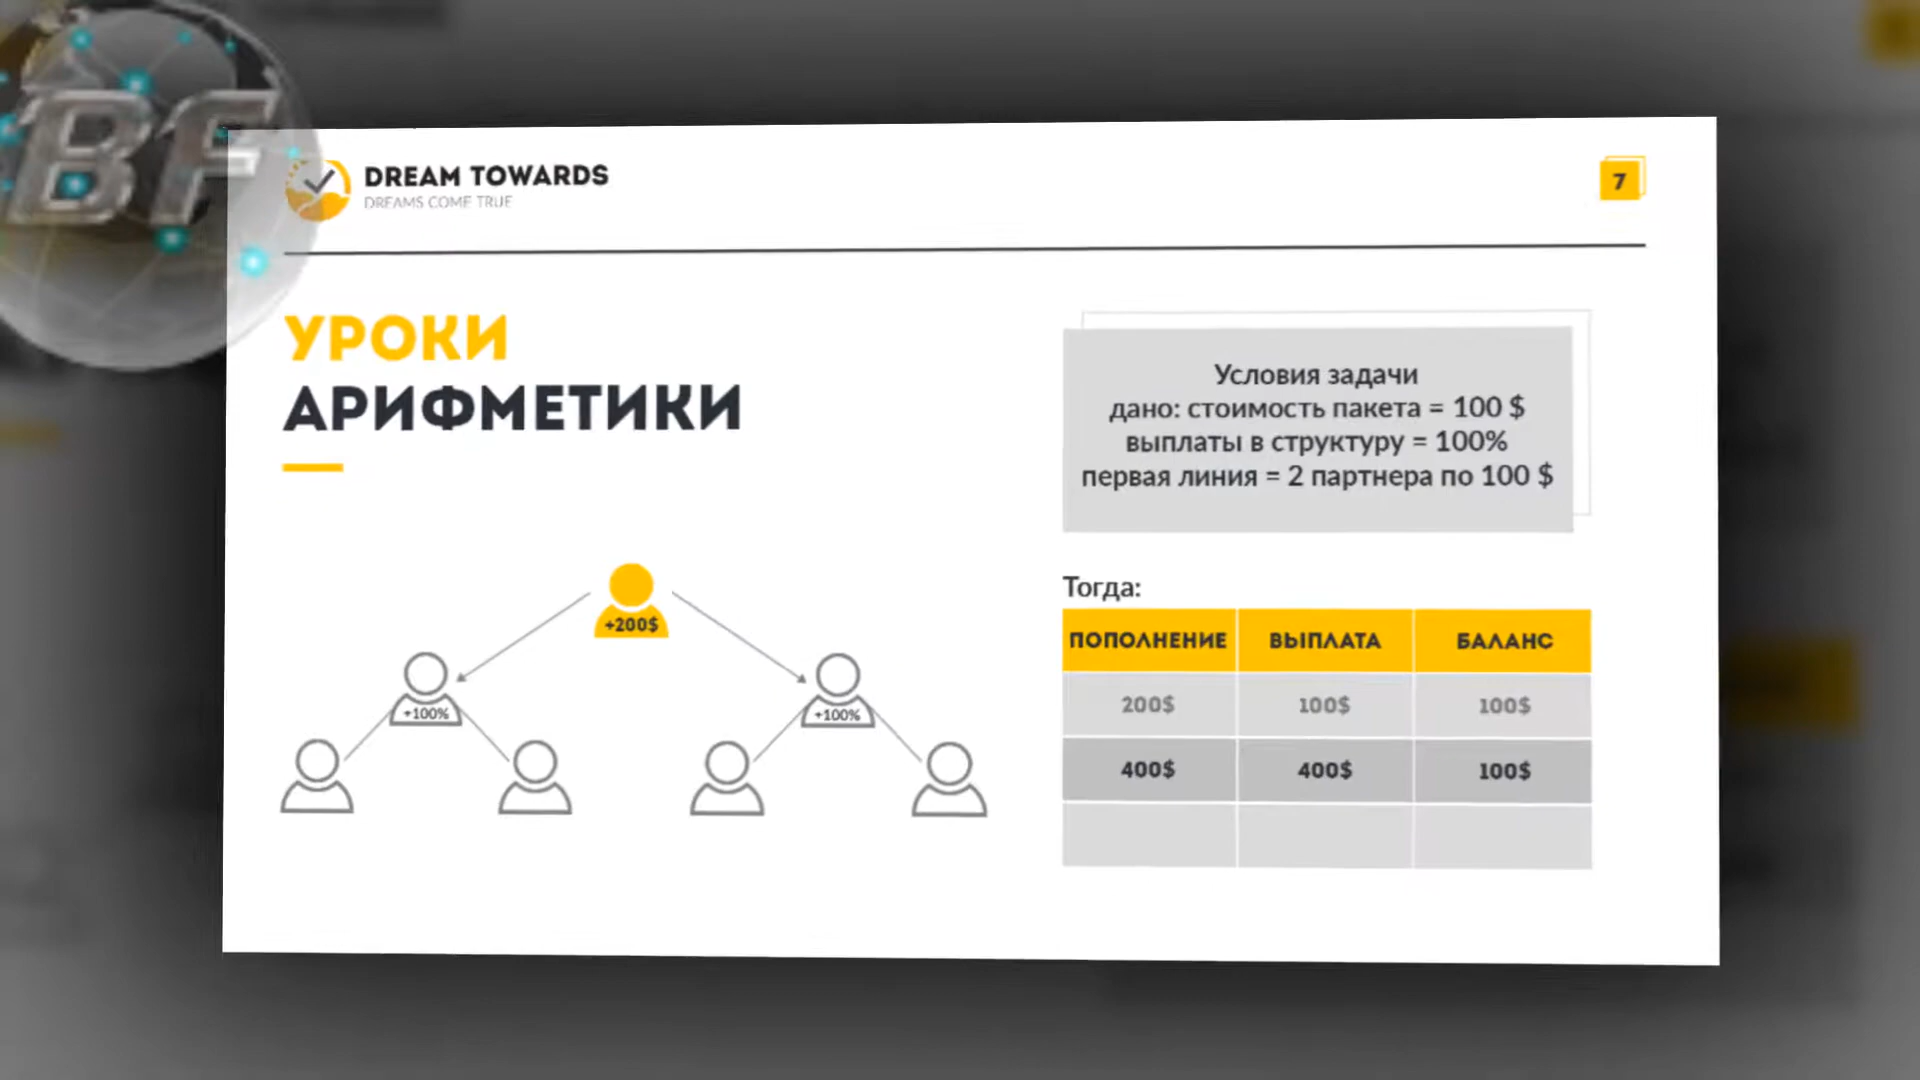 BF
DREAM TOWARDS
DREAMS COME TRUE
7
УРОКИ
АРИФМЕТИКИ
Условия задачи
дано: стоимость пакета = 100 $
выплаты в структуру = 100%
первая линия = 2 партнера по 100 $
+200$
+100%
+100%
Тогда:
ПОПОЛНЕНИЕ ВЫПЛАТА БАЛАНС
200$ 100$ 100$
400$ 400$ 100$